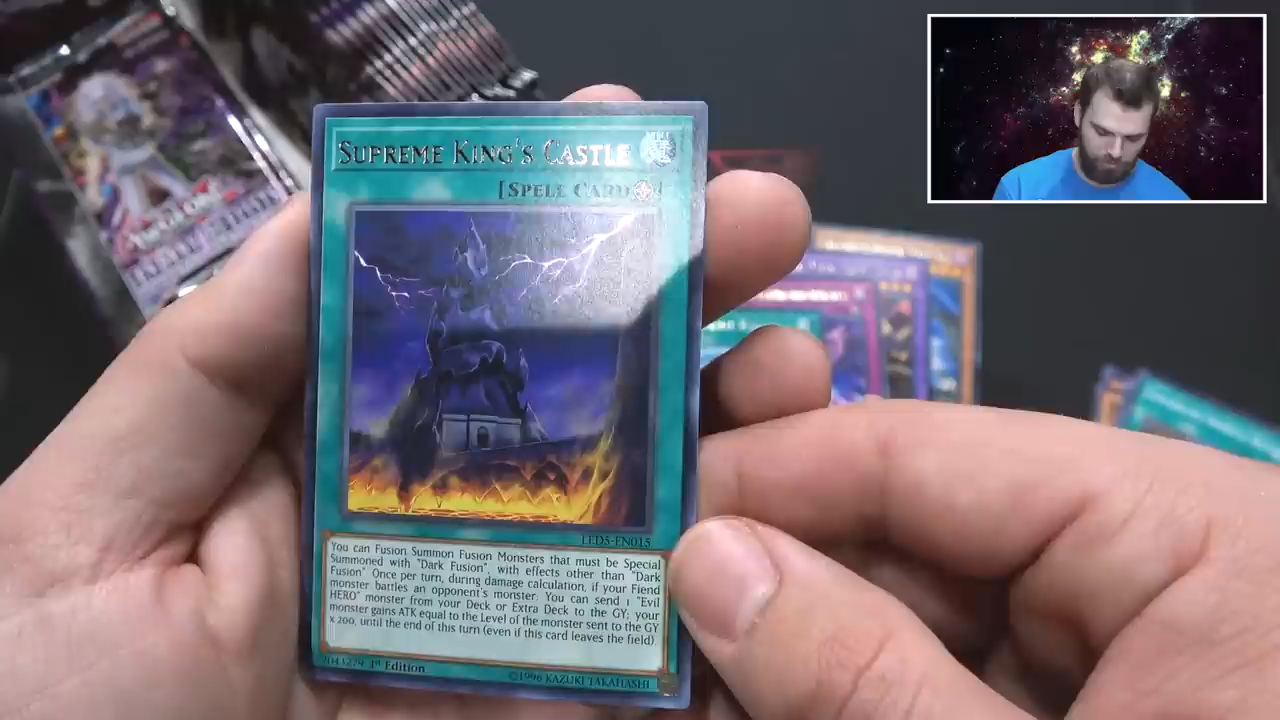 SUPREME KING'S CASTLE
[SPELL CARD]
LED5-EN015
You can Fusion Summon Fusion Monsters that must be Special
Summoned with "Dark Fusion", with effects other than "Dark
Fusion" Once per turn, during damage calculation, if your Fiend
monster battles an opponent's monster: You can send 1 "Evil
HERO" monster from your Deck or Extra Deck to the GY; your
monster gains ATK equal to the Level of the monster sent to the GY
x 200, until the end of this turn (even if this card leaves the field).
1st Edition
©1996 KAZUKI TAKAHASHI